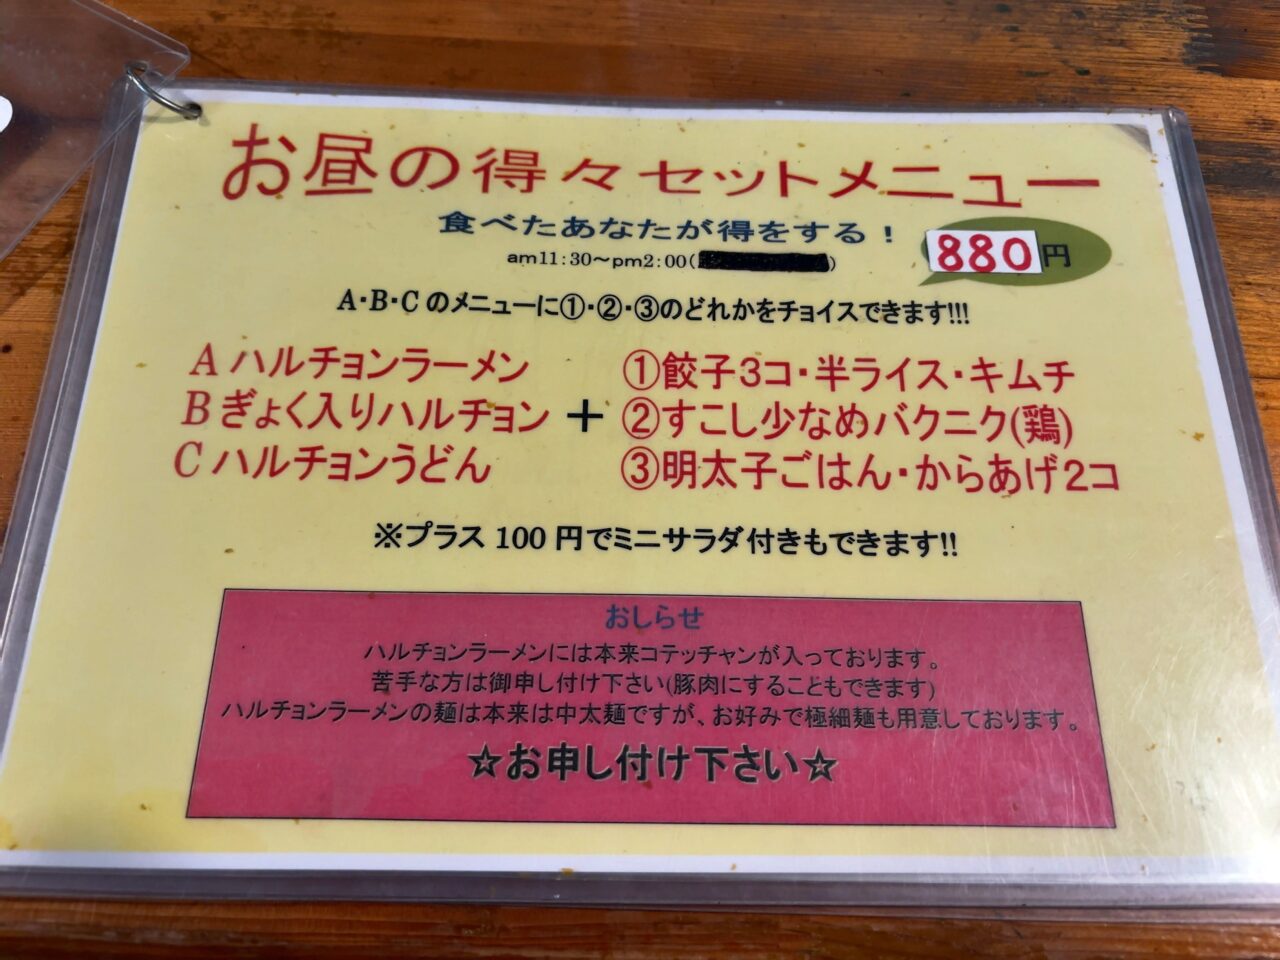 お昼の得々セットメニュー
食べたあなたが得をする！
880円
am11:30～pm2:00( )
A・B・Cのメニューに①・②・③のどれかをチョイスできます!!!
A ハルチョンラーメン
B ぎょく入りハルチョン
C ハルチョンうどん
＋
①餃子３コ・半ライス・キムチ
②すこし少なめバクニク(鶏)
③明太子ごはん・からあげ２コ
※プラス 100 円でミニサラダ付きもできます!!
おしらせ
ハルチョンラーメンには本来コテッチャンが入っております。
苦手な方は御申し付け下さい(豚肉にすることもできます)
ハルチョンラーメンの麺は本来は中太麺ですが、お好みで極細麺も用意しております。
☆お申し付け下さい☆